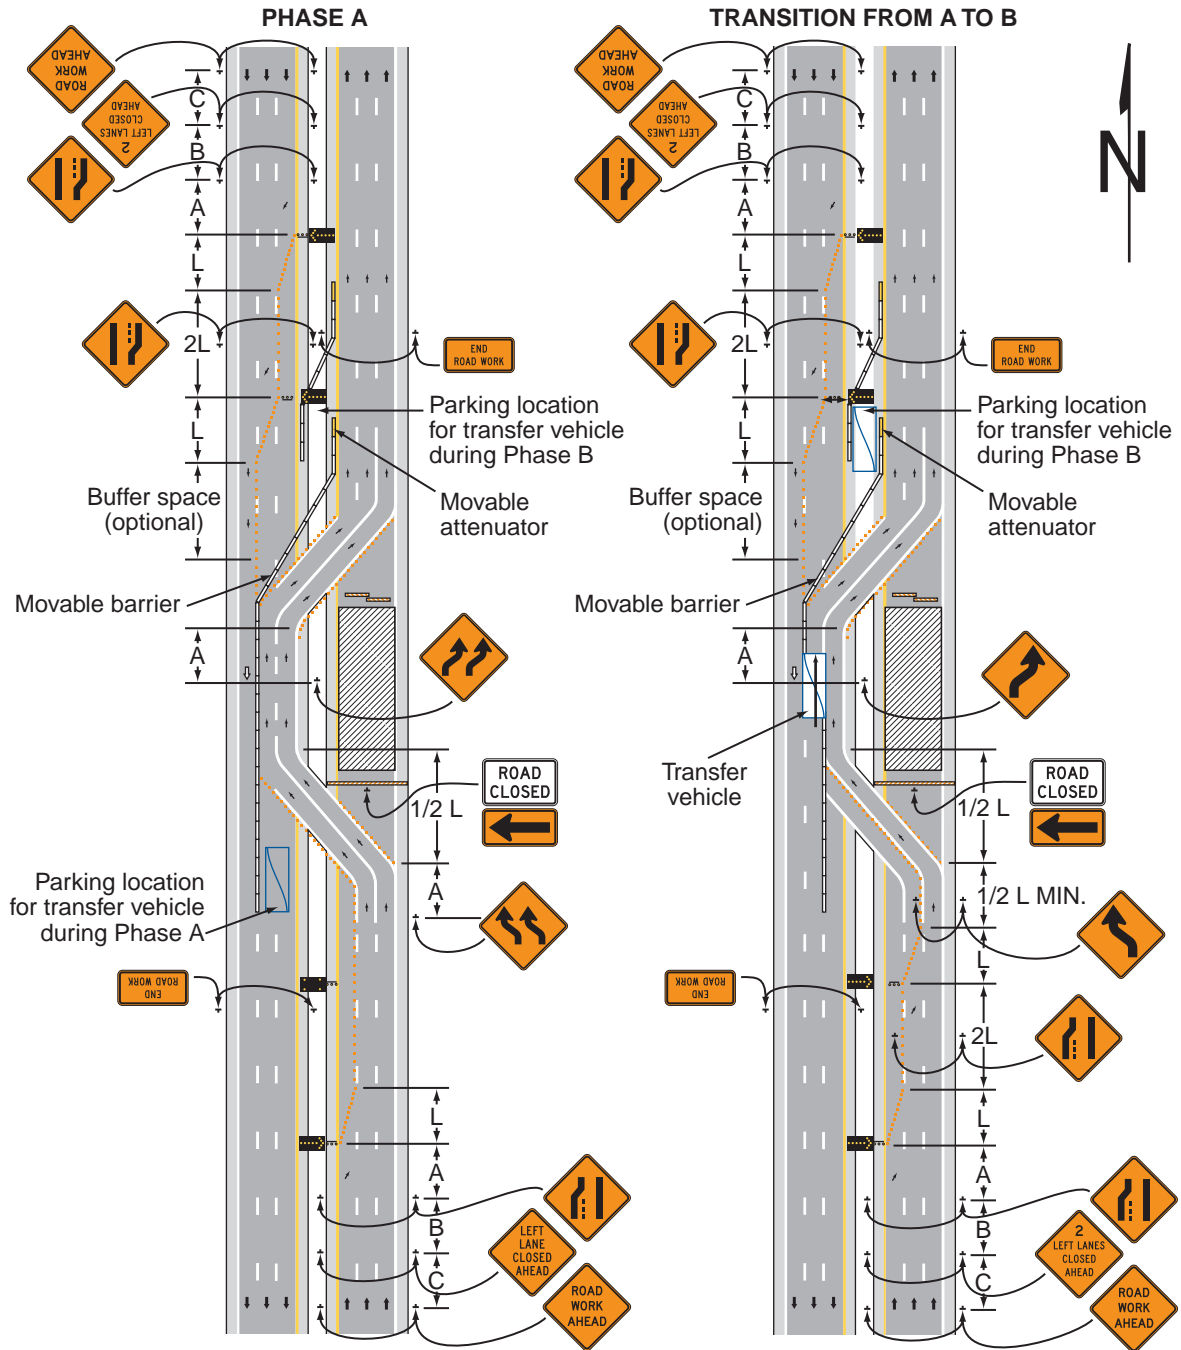 PHASE A
TRANSITION FROM A TO B
ROAD
WORK
AHEAD
2
LEFT LANES
CLOSED
AHEAD
C
B
A
L
2L
L
END
ROAD WORK
Parking location
for transfer vehicle
during Phase B
Buffer space
(optional)
Movable
attenuator
Movable barrier
A
ROAD
CLOSED
1/2 L
A
Parking location
for transfer vehicle
during Phase A
END
ROAD WORK
L
A
B
C
LEFT
LANE
CLOSED
AHEAD
ROAD
WORK
AHEAD
ROAD
WORK
AHEAD
2
LEFT LANES
CLOSED
AHEAD
C
B
A
L
2L
L
N
END
ROAD WORK
Parking location
for transfer vehicle
during Phase B
Buffer space
(optional)
Movable
attenuator
Movable barrier
A
Transfer
vehicle
ROAD
CLOSED
1/2 L
1/2 L MIN.
L
END
ROAD WORK
2L
L
A
B
C
2
LEFT LANES
CLOSED
AHEAD
ROAD
WORK
AHEAD